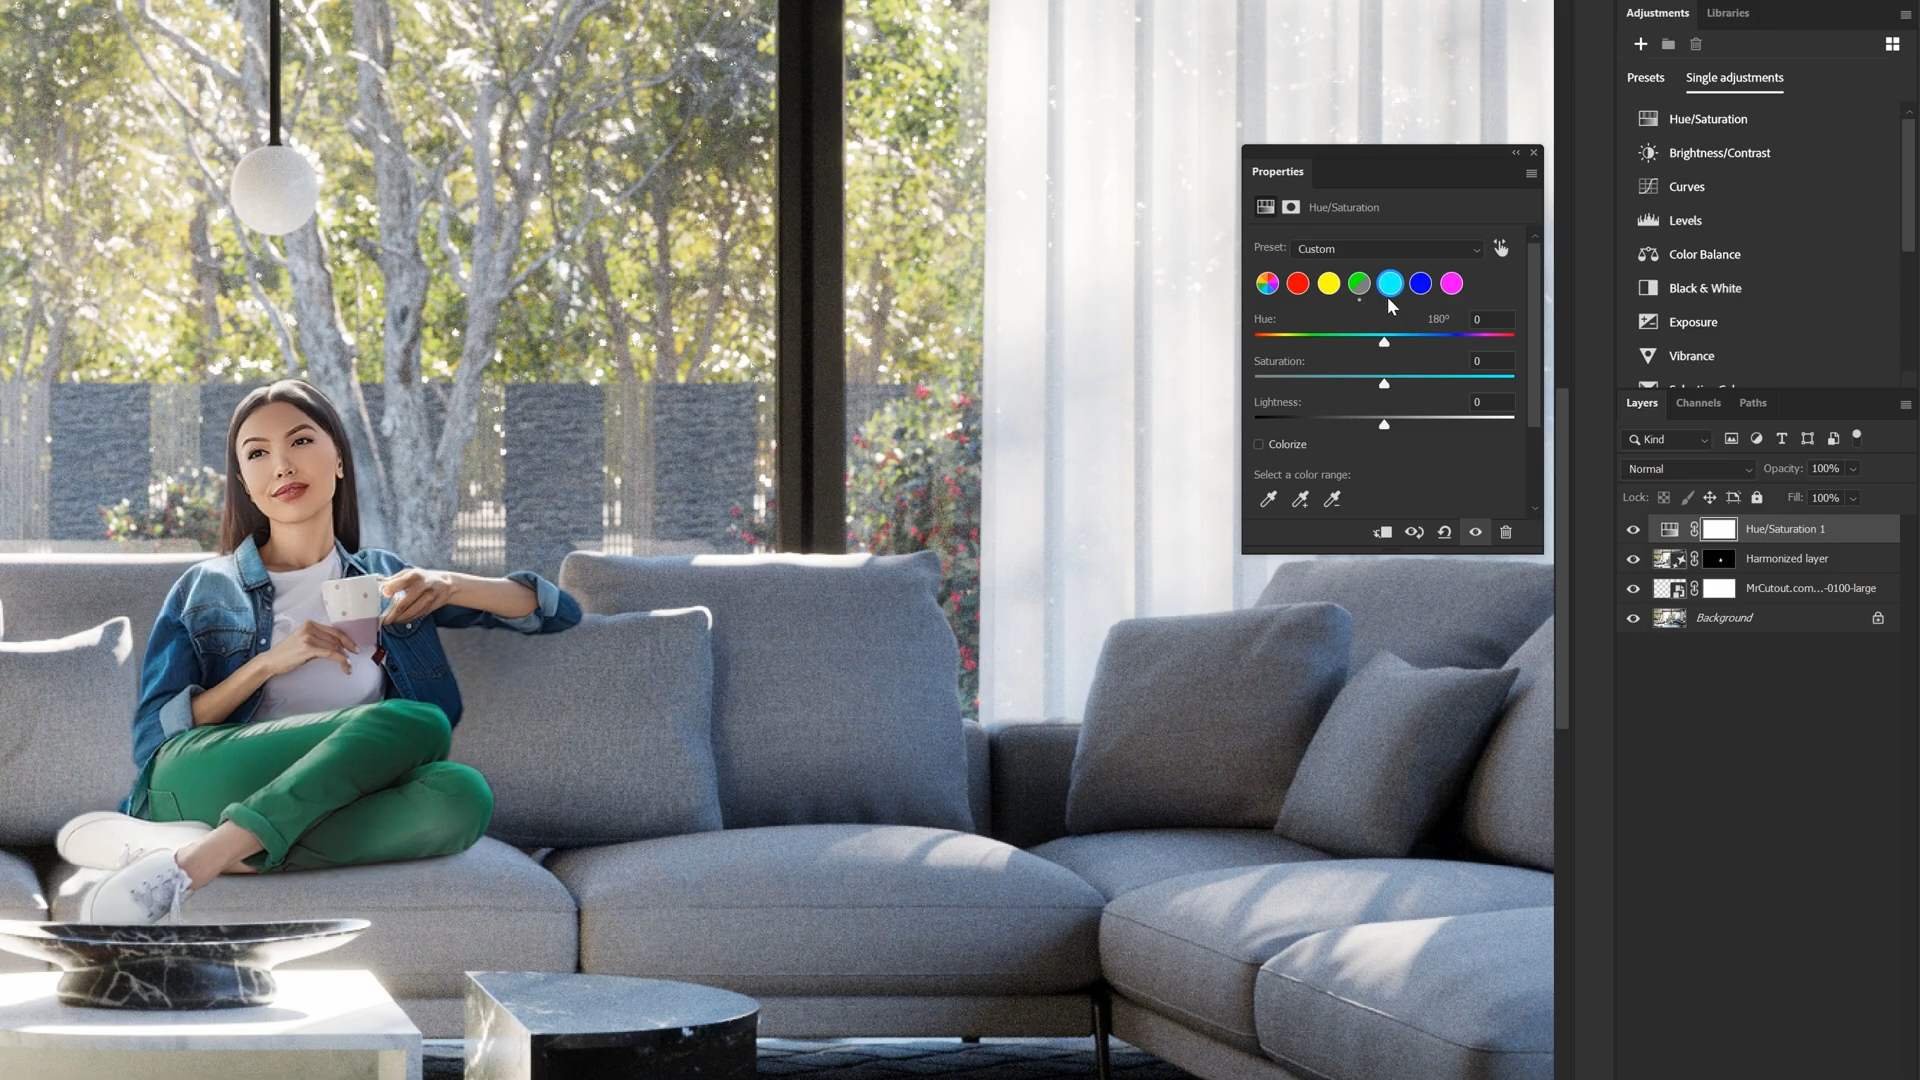 Adjustments Libraries
Presets Single adjustments
Hue/Saturation
Brightness/Contrast
Curves
Levels
Color Balance
Black & White
Exposure
Vibrance
Properties
Hue/Saturation
Preset: Custom
Hue: 180° 0
Saturation: 0
Lightness: 0
Colorize
Select a color range:
Layers Channels Paths
Kind
Normal Opacity: 100%
Lock: Fill: 100%
Hue/Saturation 1
Harmonized layer
MrCutout.com...-0100-large
Background